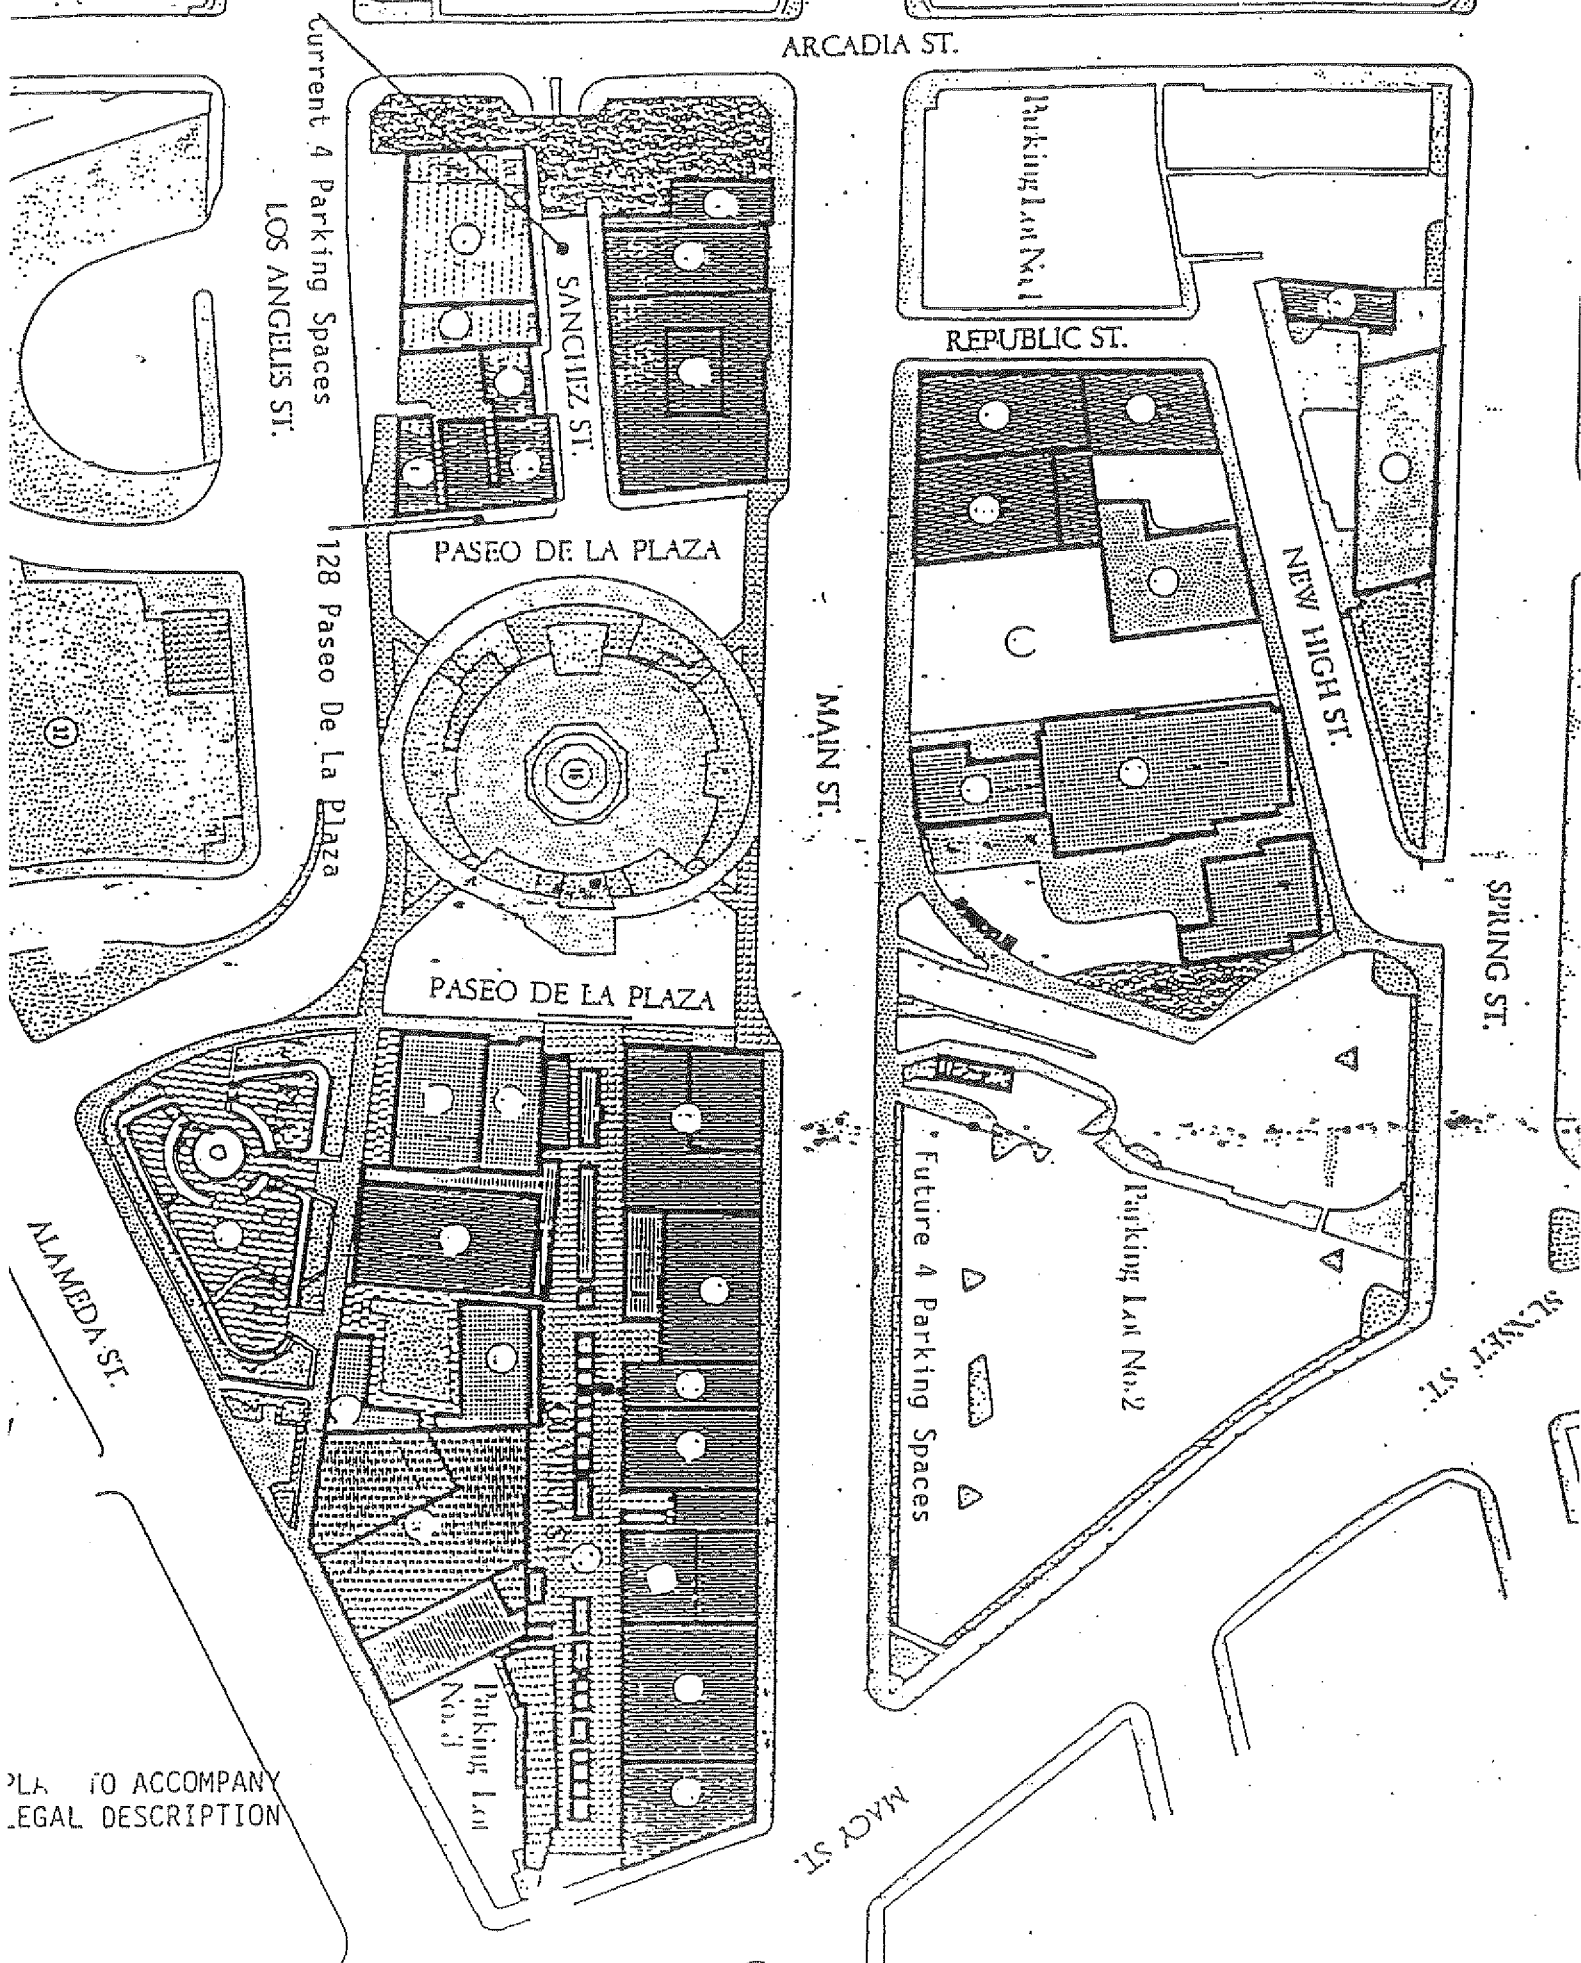 ARCADIA ST.
Current 4 Parking Spaces
Parking Lot No.1
LOS ANGELIS ST.
SANCHEZ ST.
REPUBLIC ST.
128 Paseo De La Plaza
PASEO DE LA PLAZA
NEW HIGH ST.
MAIN ST.
11
SPRING ST.
PASEO DE LA PLAZA
Future 4 Parking Spaces
Parking Lot No.2
ALAMEDA ST.
SUNSET ST.
Parking Lot
No.3
TO ACCOMPANY
LEGAL DESCRIPTION
MACY ST.